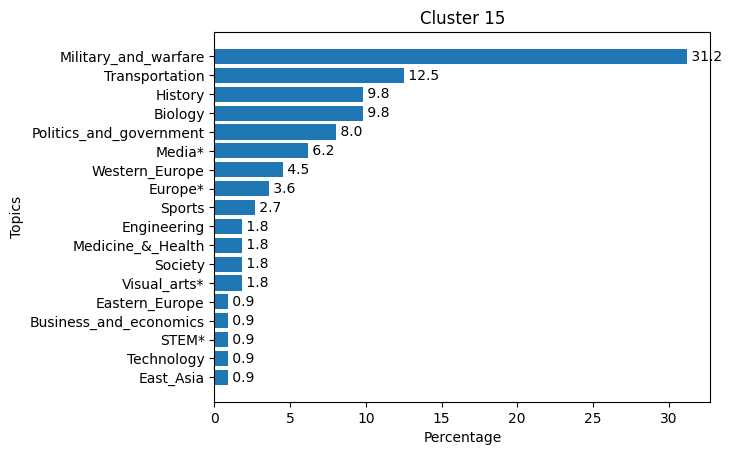 Cluster 15
Topics
Military_and_warfare 31.2
Transportation 12.5
History 9.8
Biology 9.8
Politics_and_government 8.0
Media* 6.2
Western_Europe 4.5
Europe* 3.6
Sports 2.7
Engineering 1.8
Medicine_&_Health 1.8
Society 1.8
Visual_arts* 1.8
Eastern_Europe 0.9
Business_and_economics 0.9
STEM* 0.9
Technology 0.9
East_Asia 0.9
0 5 10 15 20 25 30
Percentage